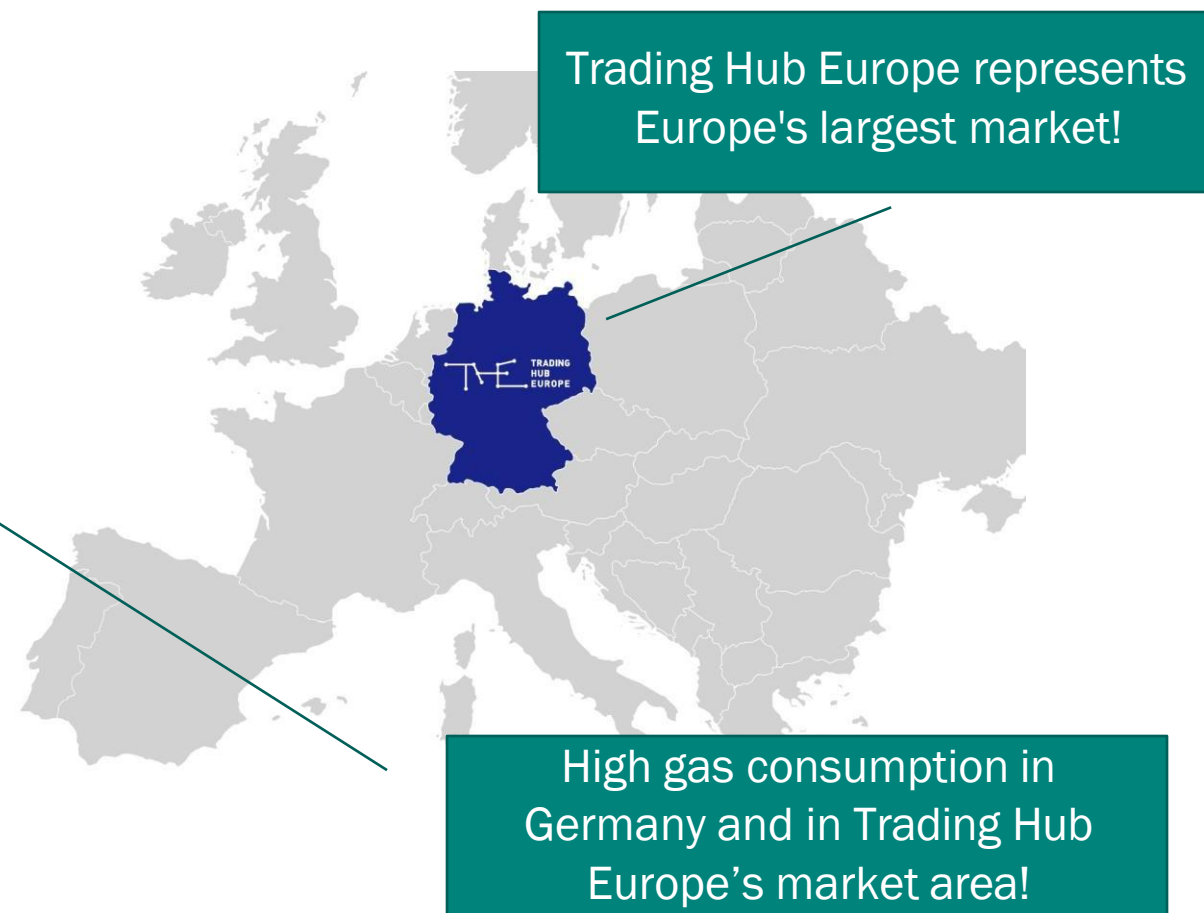 Trading Hub Europe represents
Europe's largest market!
THE
TRADING
HUB
EUROPE
High gas consumption in
Germany and in Trading Hub
Europe’s market area!